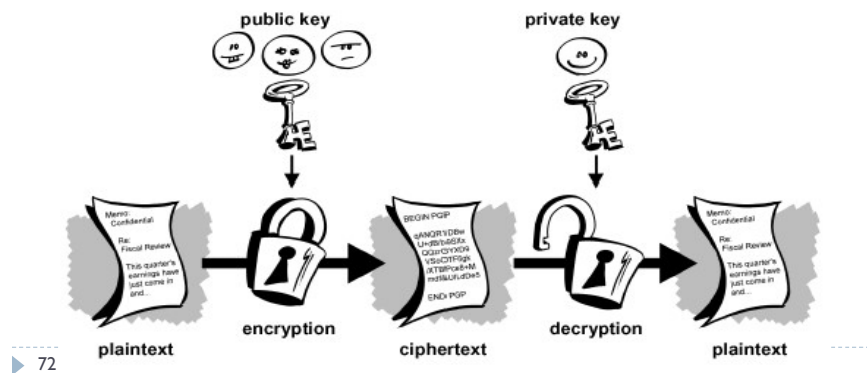 public key
private key
Memo:
Confidential
Re:
Fiscal Review
This quarter's
earnings have
just come in
and...
BEGIN PGP
END PGP
Memo:
Confidential
Re:
Fiscal Review
This quarter's
earnings have
just come in
and...
encryption
decryption
plaintext
ciphertext
plaintext
72